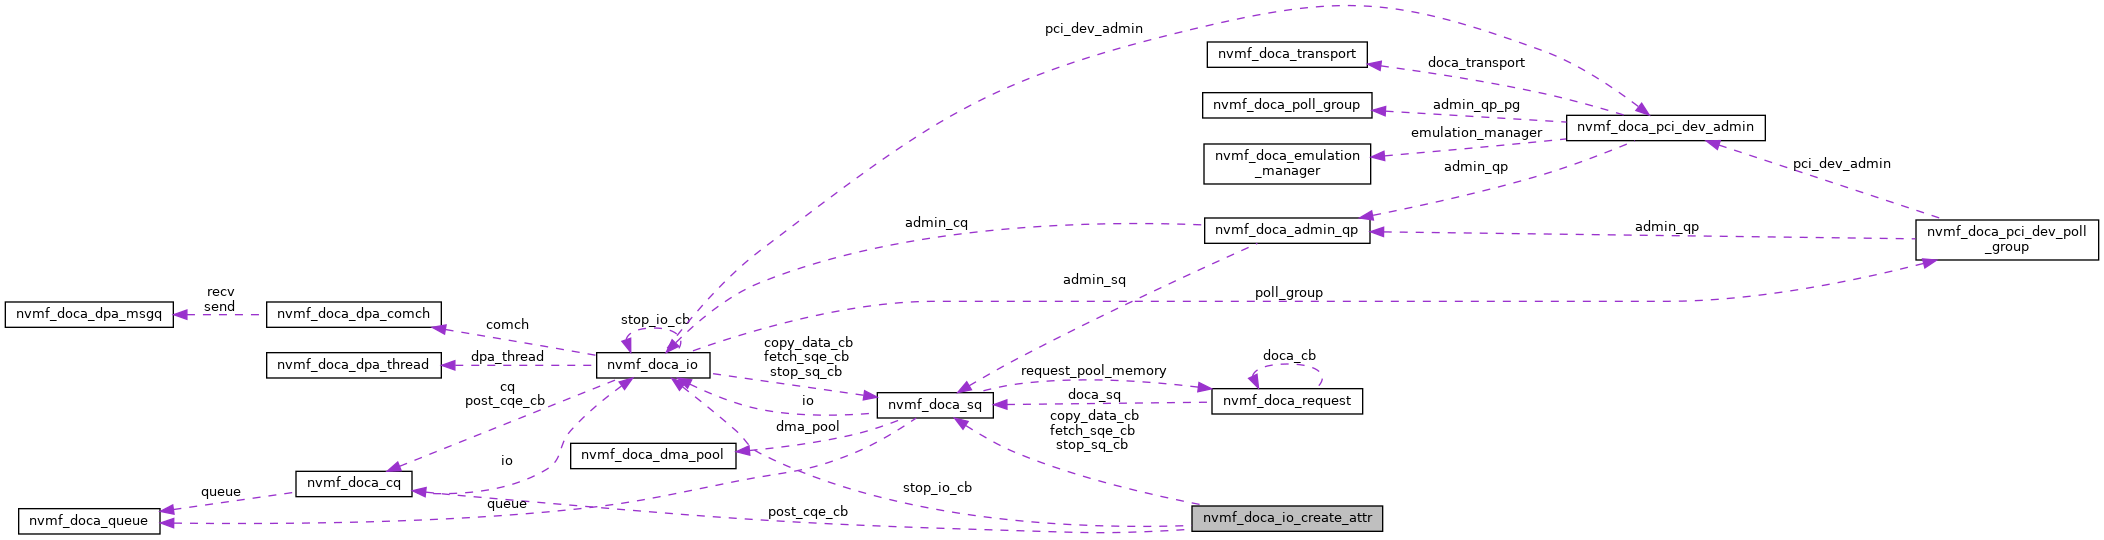 pci_dev_admin
nvmf_doca_transport
doca_transport
nvmf_doca_poll_group
admin_qp_pg
nvmf_doca_pci_dev_admin
emulation_manager
nvmf_doca_emulation
_manager
admin_qp
pci_dev_admin
admin_cq
nvmf_doca_admin_qp
admin_qp
nvmf_doca_pci_dev_poll
_group
admin_sq
poll_group
recv
send
nvmf_doca_dpa_msgq
nvmf_doca_dpa_comch
comch
stop_io_cb
nvmf_doca_dpa_thread
dpa_thread
nvmf_doca_io
copy_data_cb
fetch_sqe_cb
stop_sq_cb
request_pool_memory
doca_cb
cq
post_cqe_cb
io
nvmf_doca_sq
doca_sq
nvmf_doca_request
copy_data_cb
fetch_sqe_cb
stop_sq_cb
dma_pool
nvmf_doca_dma_pool
io
nvmf_doca_cq
queue
stop_io_cb
queue
nvmf_doca_queue
post_cqe_cb
nvmf_doca_io_create_attr